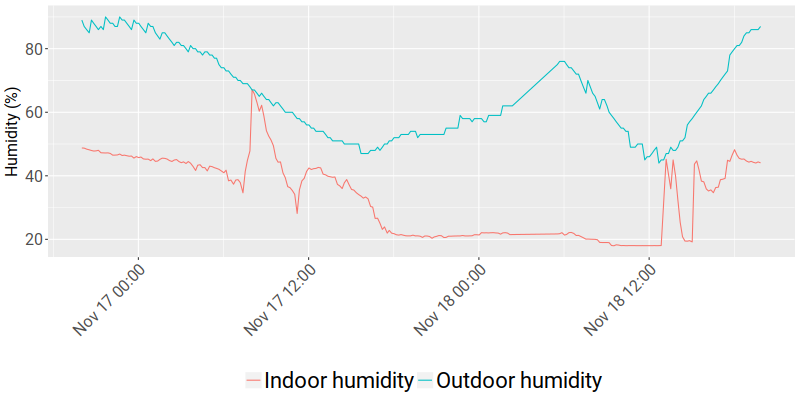 Humidity (%)
80
60
40
20
Nov 17 00:00
Nov 17 12:00
Nov 18 00:00
Nov 18 12:00
Indoor humidity
Outdoor humidity